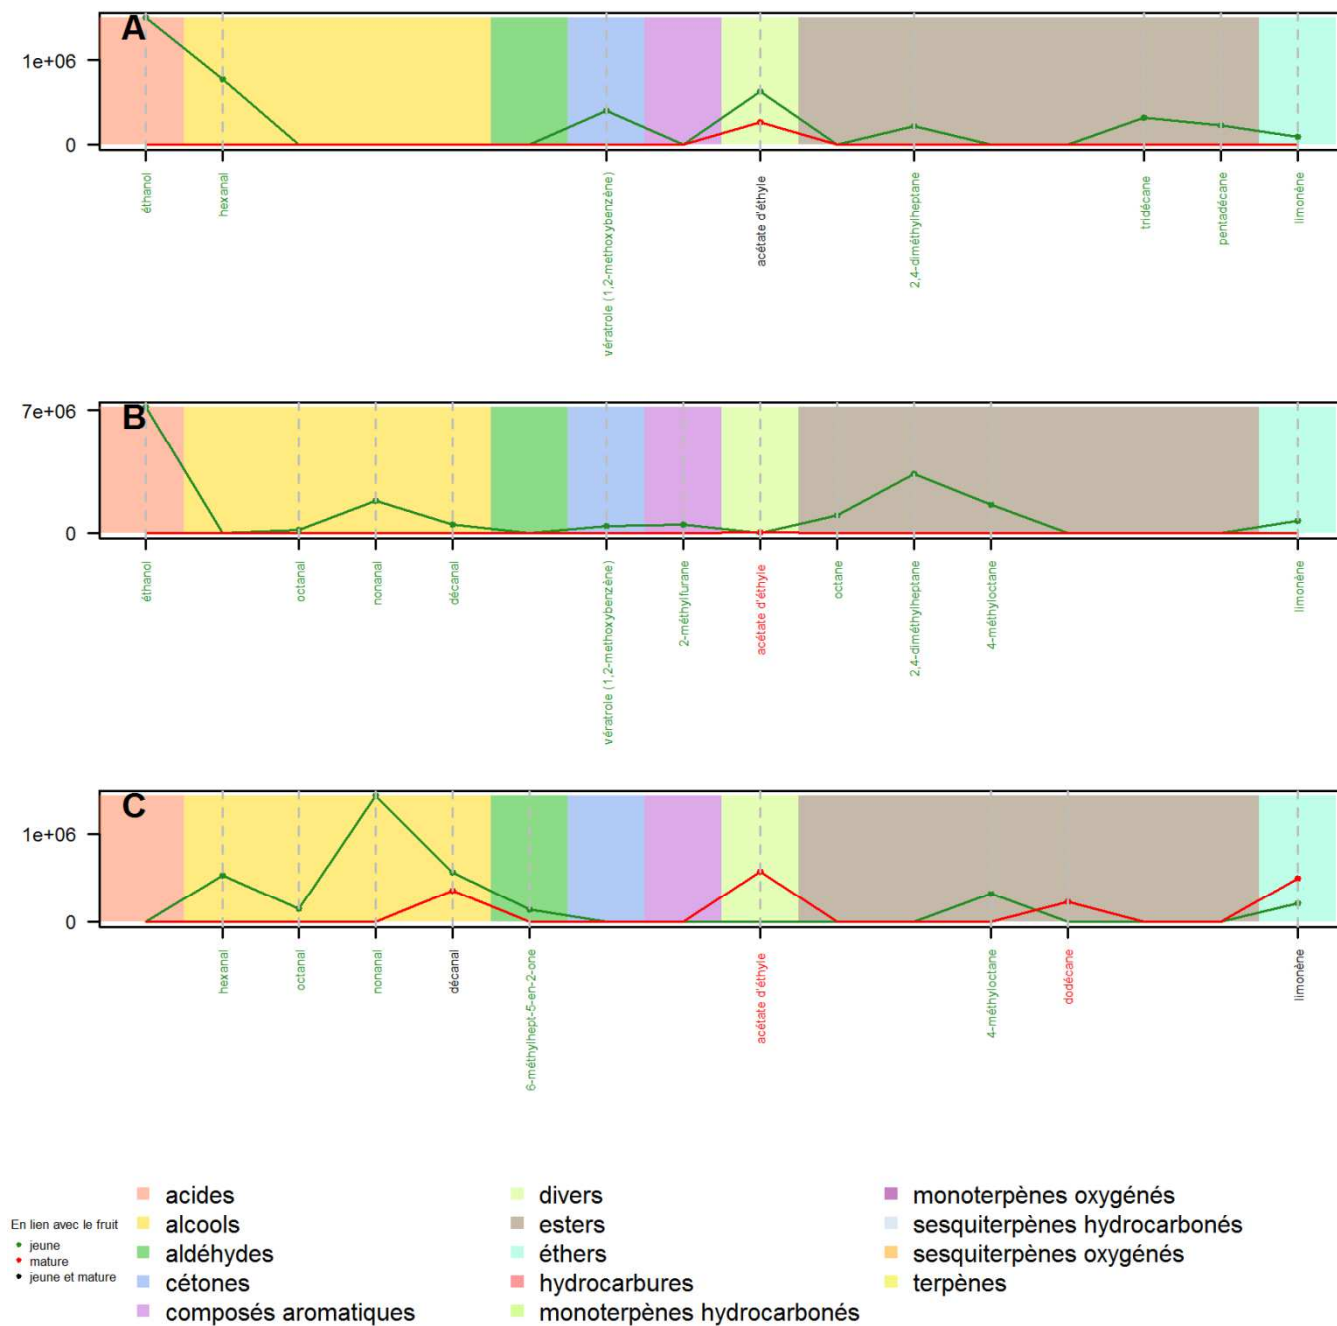 A
1e+06
0
éthanol
hexanal
vératrole (1,2-methoxybenzène)
acétate d'éthyle
2,4-diméthylheptane
tridécane
pentadécane
limonène
B
7e+06
0
éthanol
octanal
nonanal
décanal
vératrole (1,2-methoxybenzène)
2-méthylfurane
acétate d'éthyle
octane
2,4-diméthylheptane
4-méthyloctane
limonène
C
1e+06
0
hexanal
octanal
nonanal
décanal
6-méthylhept-5-en-2-one
acétate d'éthyle
4-méthyloctane
dodécane
limonène
En lien avec le fruit
jeune
mature
jeune et mature
acides
alcools
aldéhydes
cétones
composés aromatiques
divers
esters
éthers
hydrocarbures
monoterpènes hydrocarbonés
monoterpènes oxygénés
sesquiterpènes hydrocarbonés
sesquiterpènes oxygénés
terpènes